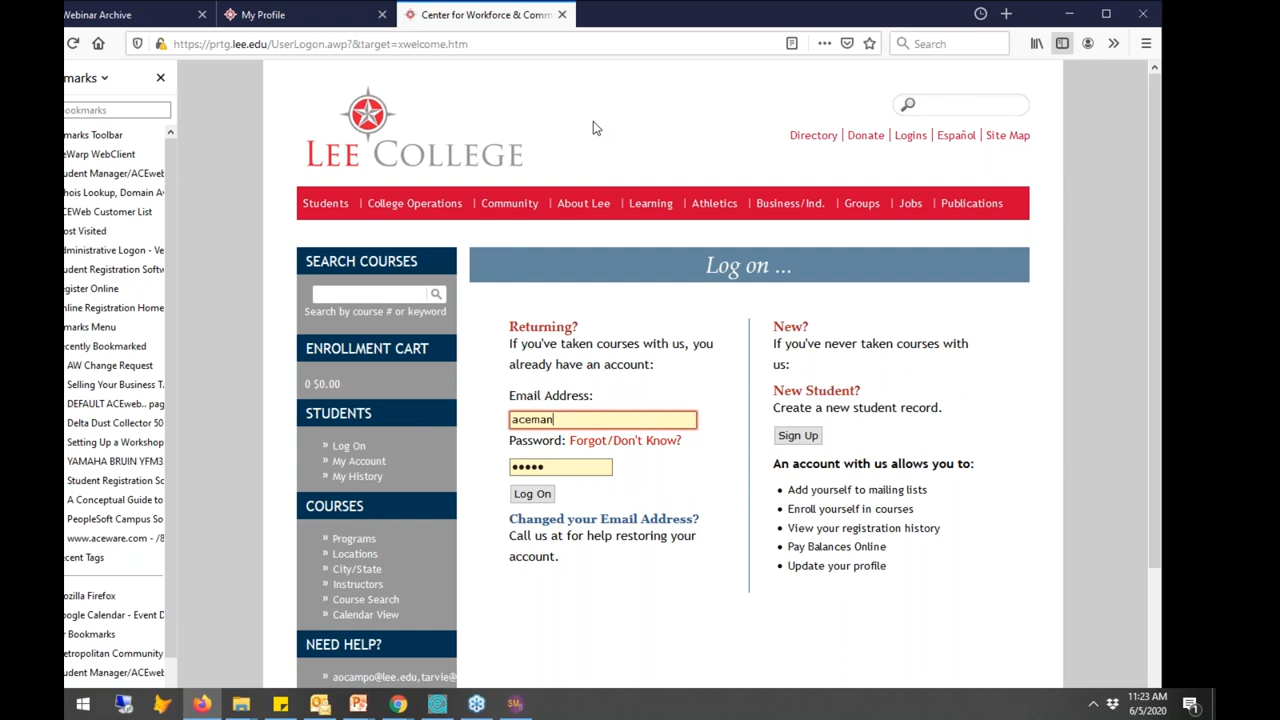 Webinar Archive
My Profile
Center for Workforce & Comm
https://prtg.lee.edu/UserLogon.awp?&target=xwelcome.htm
Search
marks
ookmarks
marks Toolbar
eWarp WebClient
udent Manager/ACEweb
hois Lookup, Domain Av
CEWeb Customer List
ost Visited
dministrative Logon - Ve
udent Registration Softw
egister Online
nline Registration Home
marks Menu
ecently Bookmarked
AW Change Request
Selling Your Business T
DEFAULT ACEweb.. pag
Delta Dust Collector 50
Setting Up a Workshop
YAMAHA BRUIN YFM3
Student Registration So
A Conceptual Guide to
PeopleSoft Campus So
www.aceware.com - /8
ecent Tags
ozilla Firefox
oogle Calendar - Event D
r Bookmarks
etropolitan Community
udent Manager/ACEweb
LEE COLLEGE
Directory | Donate | Logins | Español | Site Map
Students | College Operations | Community | About Lee | Learning | Athletics | Business/Ind. | Groups | Jobs | Publications
SEARCH COURSES
Search by course # or keyword
ENROLLMENT CART
0 $0.00
STUDENTS
» Log On
» My Account
» My History
COURSES
» Programs
» Locations
» City/State
» Instructors
» Course Search
» Calendar View
NEED HELP?
» aocampo@lee.edu,tarvie@
Log on ...
Returning?
If you've taken courses with us, you
already have an account:
Email Address:
aceman
Password: Forgot/Don't Know?
•••••
Log On
Changed your Email Address?
Call us at for help restoring your
account.
New?
If you've never taken courses with
us:
New Student?
Create a new student record.
Sign Up
An account with us allows you to:
• Add yourself to mailing lists
• Enroll yourself in courses
• View your registration history
• Pay Balances Online
• Update your profile
SM
11:23 AM
6/5/2020
1